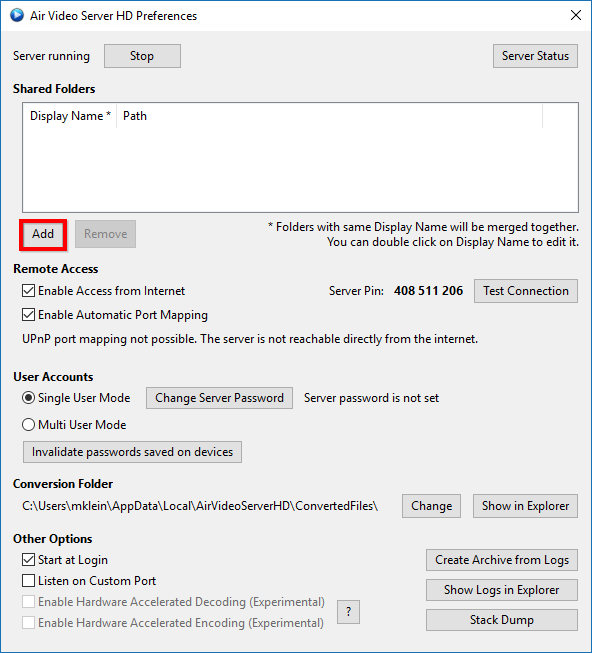 Air Video Server HD Preferences
Server running Stop Server Status
Shared Folders
Display Name * Path
Add Remove * Folders with same Display Name will be merged together.
You can double click on Display Name to edit it.
Remote Access
Enable Access from Internet Server Pin: 408 511 206 Test Connection
Enable Automatic Port Mapping
UPnP port mapping not possible. The server is not reachable directly from the internet.
User Accounts
Single User Mode Change Server Password Server password is not set
Multi User Mode
Invalidate passwords saved on devices
Conversion Folder
C:\Users\mklein\AppData\Local\AirVideoServerHD\ConvertedFiles\ Change Show in Explorer
Other Options
Start at Login Create Archive from Logs
Listen on Custom Port Show Logs in Explorer
Enable Hardware Accelerated Decoding (Experimental) ?
Enable Hardware Accelerated Encoding (Experimental) Stack Dump